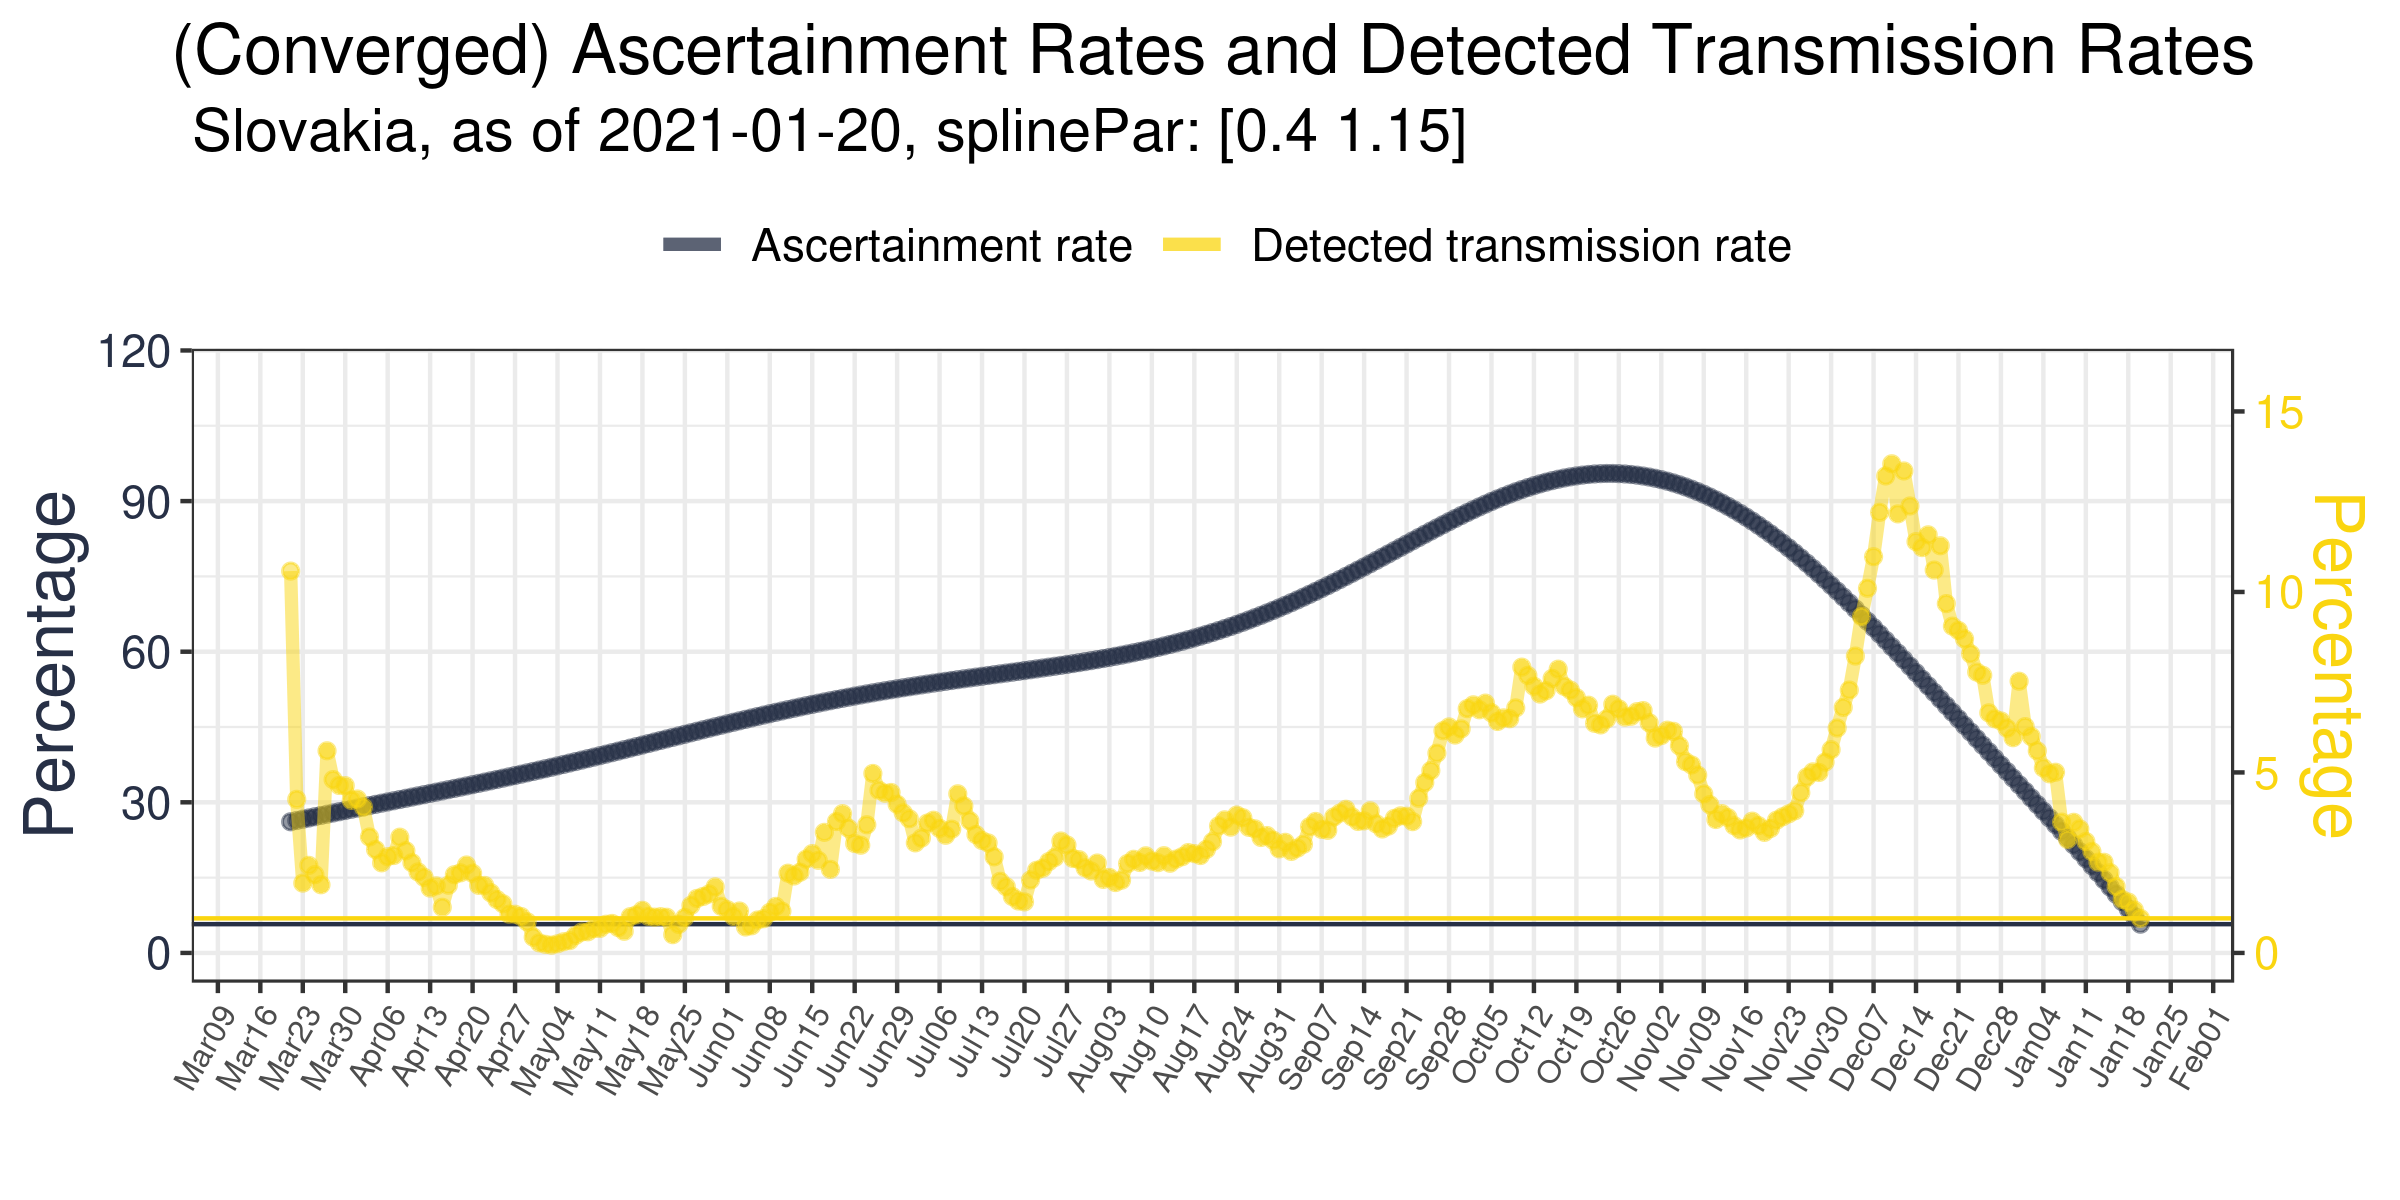 (Converged) Ascertainment Rates and Detected Transmission Rates
Slovakia, as of 2021-01-20, splinePar: [0.4 1.15]
Ascertainment rate Detected transmission rate
Percentage
120
90
60
30
0
15
10
5
0
Percentage
Mar09 Mar16 Mar23 Mar30 Apr06 Apr13 Apr20 Apr27 May04 May11 May18 May25 Jun01 Jun08 Jun15 Jun22 Jun29 Jul06 Jul13 Jul20 Jul27 Aug03 Aug10 Aug17 Aug24 Aug31 Sep07 Sep14 Sep21 Sep28 Oct05 Oct12 Oct19 Oct26 Nov02 Nov09 Nov16 Nov23 Nov30 Dec07 Dec14 Dec21 Dec28 Jan04 Jan11 Jan18 Jan25 Feb01